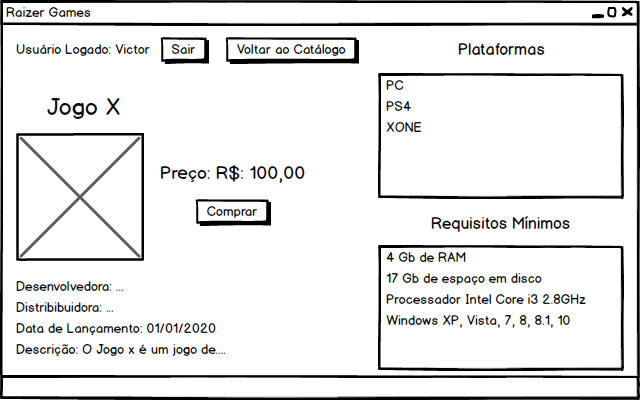 Raizer Games
Usuário Logado: Victor
Sair
Voltar ao Catálogo
Jogo X
Preço: R$: 100,00
Comprar
Desenvolvedora: ...
Distribibuidora: ...
Data de Lançamento: 01/01/2020
Descrição: O Jogo x é um jogo de....
Plataformas
PC
PS4
XONE
Requisitos Mínimos
4 Gb de RAM
17 Gb de espaço em disco
Processador Intel Core i3 2.8GHz
Windows XP, Vista, 7, 8, 8.1, 10